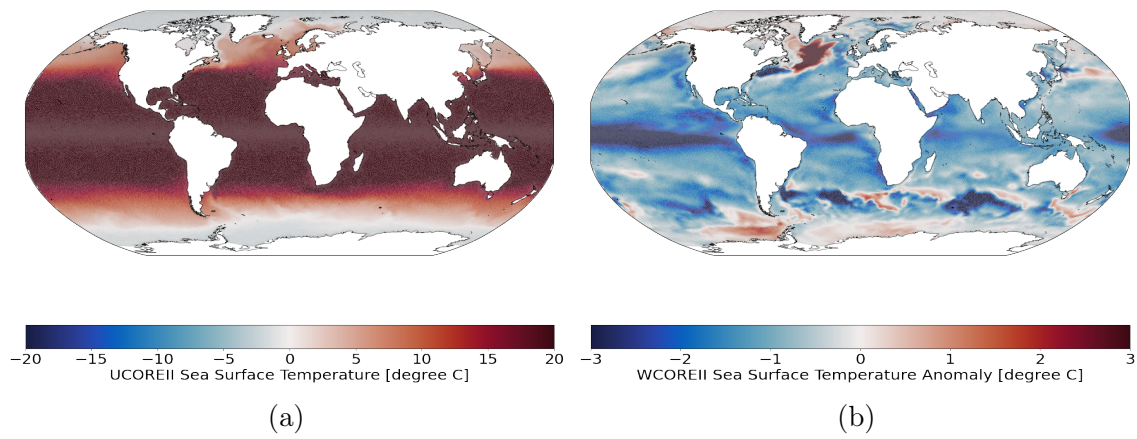 −20 −15 −10 −5 0 5 10 15 20
UCOREII Sea Surface Temperature [degree C]
(a)
−3 −2 −1 0 1 2 3
WCOREII Sea Surface Temperature Anomaly [degree C]
(b)